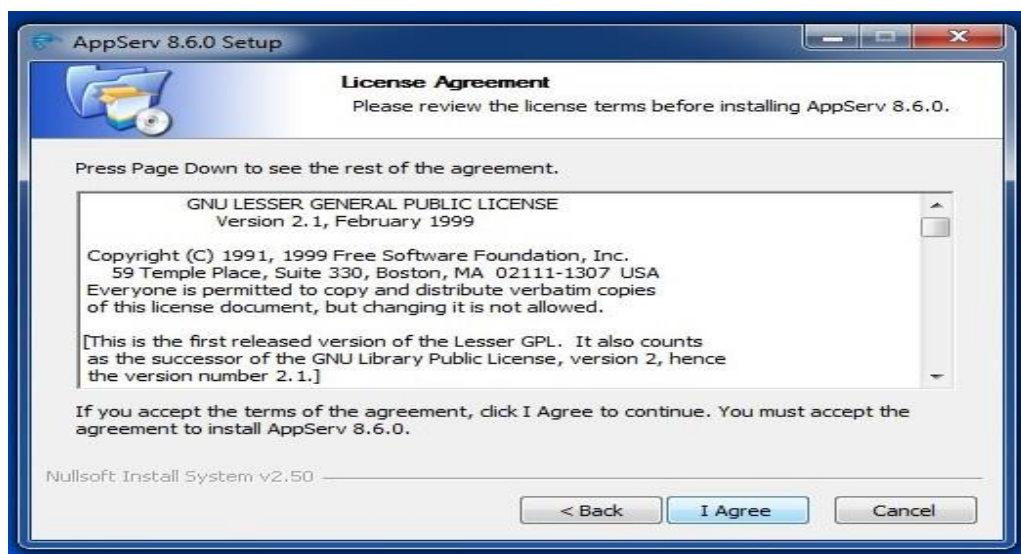 AppServ 8.6.0 Setup
License Agreement
Please review the license terms before installing AppServ 8.6.0.
Press Page Down to see the rest of the agreement.
GNU LESSER GENERAL PUBLIC LICENSE
Version 2.1, February 1999
Copyright (C) 1991, 1999 Free Software Foundation, Inc.
59 Temple Place, Suite 330, Boston, MA 02111-1307 USA
Everyone is permitted to copy and distribute verbatim copies
of this license document, but changing it is not allowed.
[This is the first released version of the Lesser GPL. It also counts
as the successor of the GNU Library Public License, version 2, hence
the version number 2.1.]
If you accept the terms of the agreement, click I Agree to continue. You must accept the
agreement to install AppServ 8.6.0.
Nullsoft Install System v2.50
< Back I Agree Cancel